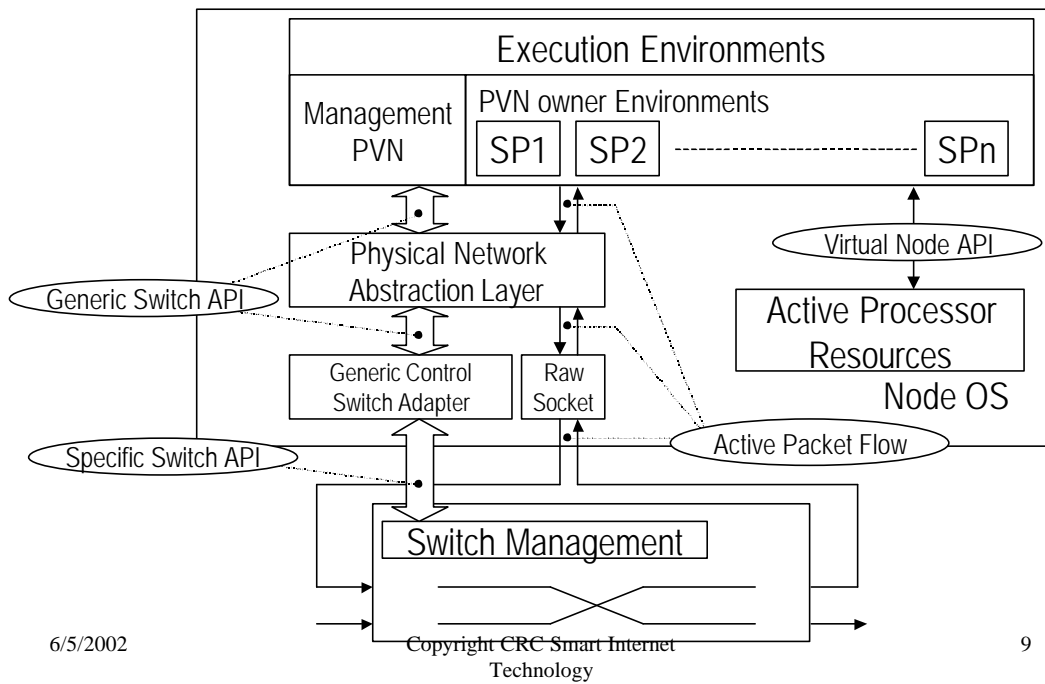 Execution Environments
Management
PVN
PVN owner Environments
SP1
SP2
SPn
Physical Network
Abstraction Layer
Virtual Node API
Generic Switch API
Active Processor
Resources
Generic Control
Switch Adapter
Raw
Socket
Node OS
Specific Switch API
Active Packet Flow
Switch Management
6/5/2002
Copyright CRC Smart Internet
Technology
9